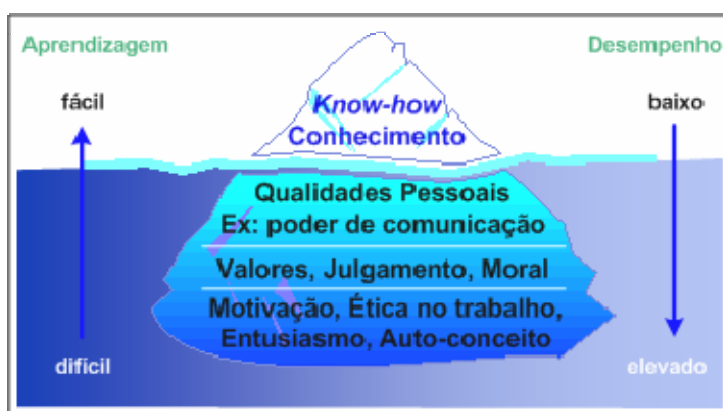 Aprendizagem
Desempenho
fácil
baixo
Know-how
Conhecimento
Qualidades Pessoais
Ex: poder de comunicação
Valores, Julgamento, Moral
Motivação, Ética no trabalho,
Entusiasmo, Auto-conceito
difícil
elevado